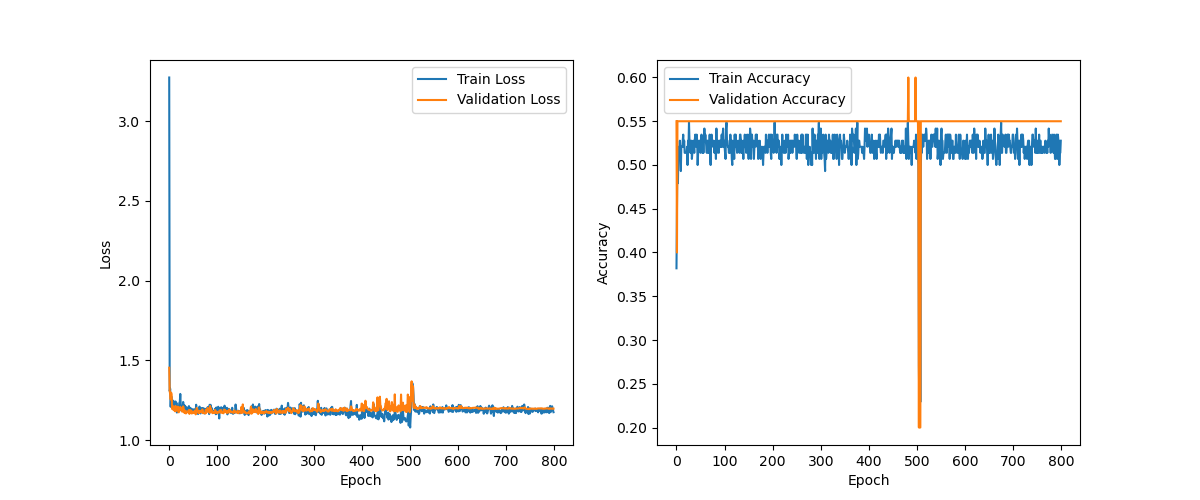 Train Loss
Validation Loss
3.0
2.5
2.0
1.5
1.0
Loss
0 100 200 300 400 500 600 700 800
Epoch
Train Accuracy
Validation Accuracy
0.60
0.55
0.50
0.45
0.40
0.35
0.30
0.25
0.20
Accuracy
0 100 200 300 400 500 600 700 800
Epoch